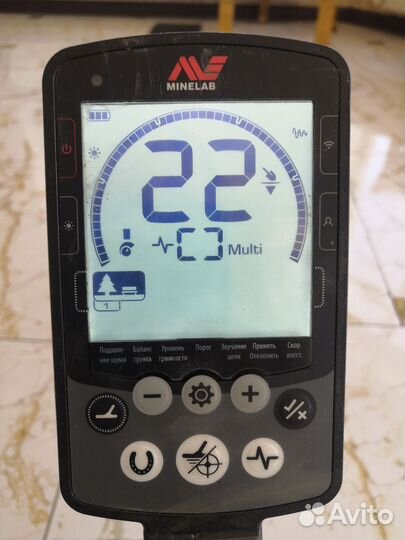 MINELAB
22
Multi
1
Подавле- Баланс Уровень Порог Звучание Принять Скор.
ние шума грунта громкости цели Отклонить восст.
Avito